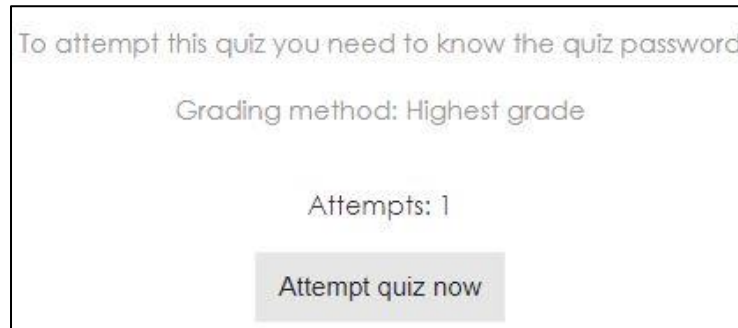 To attempt this quiz you need to know the quiz password
Grading method: Highest grade
Attempts: 1
Attempt quiz now